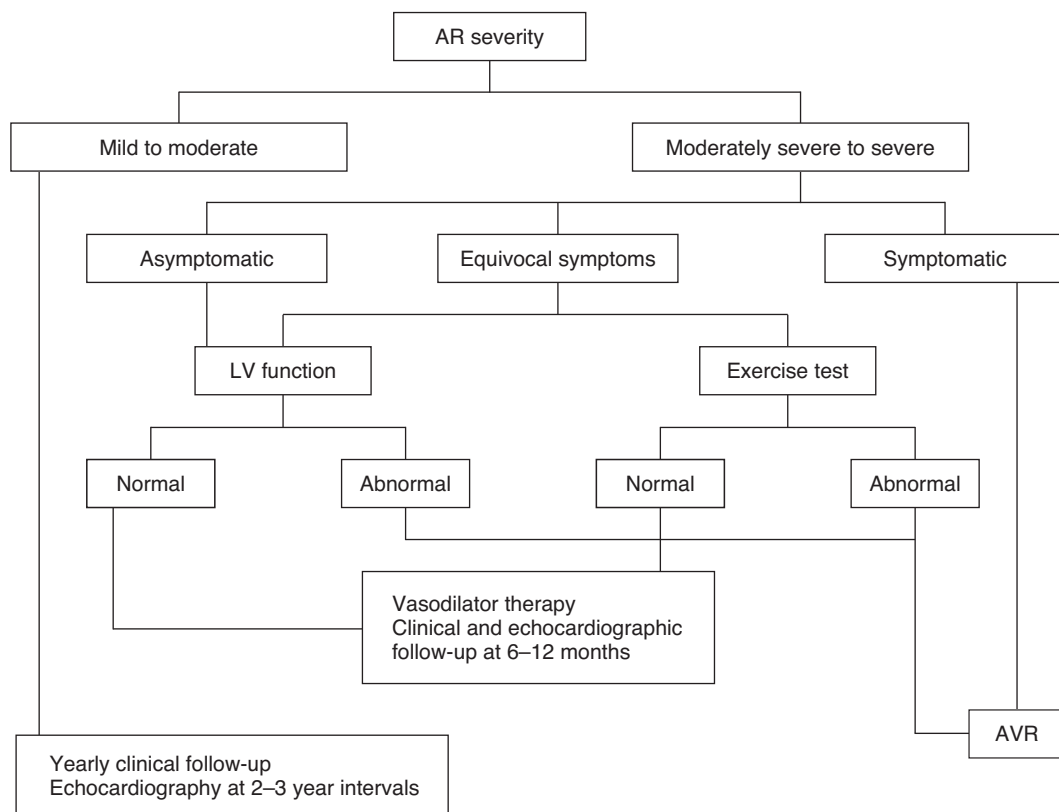 AR severity
Mild to moderate
Moderately severe to severe
Asymptomatic
Equivocal symptoms
Symptomatic
LV function
Exercise test
Normal
Abnormal
Normal
Abnormal
Vasodilator therapy
Clinical and echocardiographic
follow-up at 6–12 months
AVR
Yearly clinical follow-up
Echocardiography at 2–3 year intervals